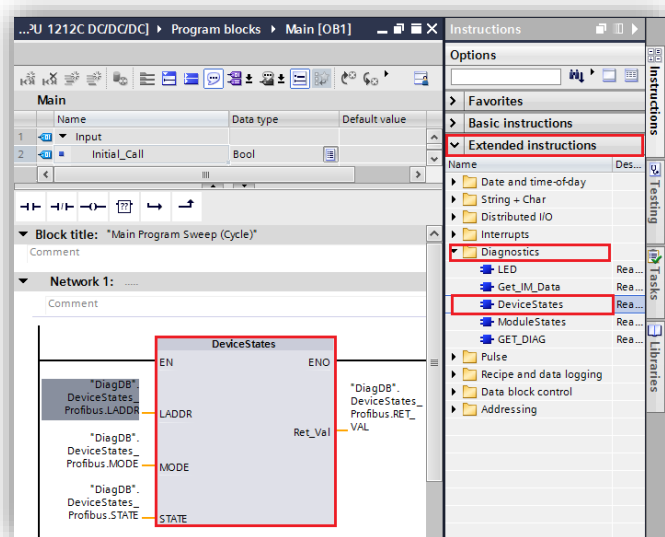 ...PU 1212C DC/DC/DC] ▸ Program blocks ▸ Main [OB1]
Main
Name Data type Default value
1 Input
2 Initial_Call Bool
Block title: "Main Program Sweep (Cycle)"
Comment
Network 1: .....
Comment
DeviceStates
EN ENO
"DiagDB".
DeviceStates_
Profibus.LADDR
LADDR
"DiagDB".
DeviceStates_
Profibus.MODE
MODE
"DiagDB".
DeviceStates_
Profibus.STATE
STATE
Ret_Val
"DiagDB".
DeviceStates_
Profibus.RET_
VAL
Instructions
Options
Favorites
Basic instructions
Extended instructions
Name Des...
Date and time-of-day
String + Char
Distributed I/O
Interrupts
Diagnostics
LED Rea...
Get_IM_Data Rea...
DeviceStates Rea...
ModuleStates Rea...
GET_DIAG Rea...
Pulse
Recipe and data logging
Data block control
Addressing
Instructions
Testing
Tasks
Libraries